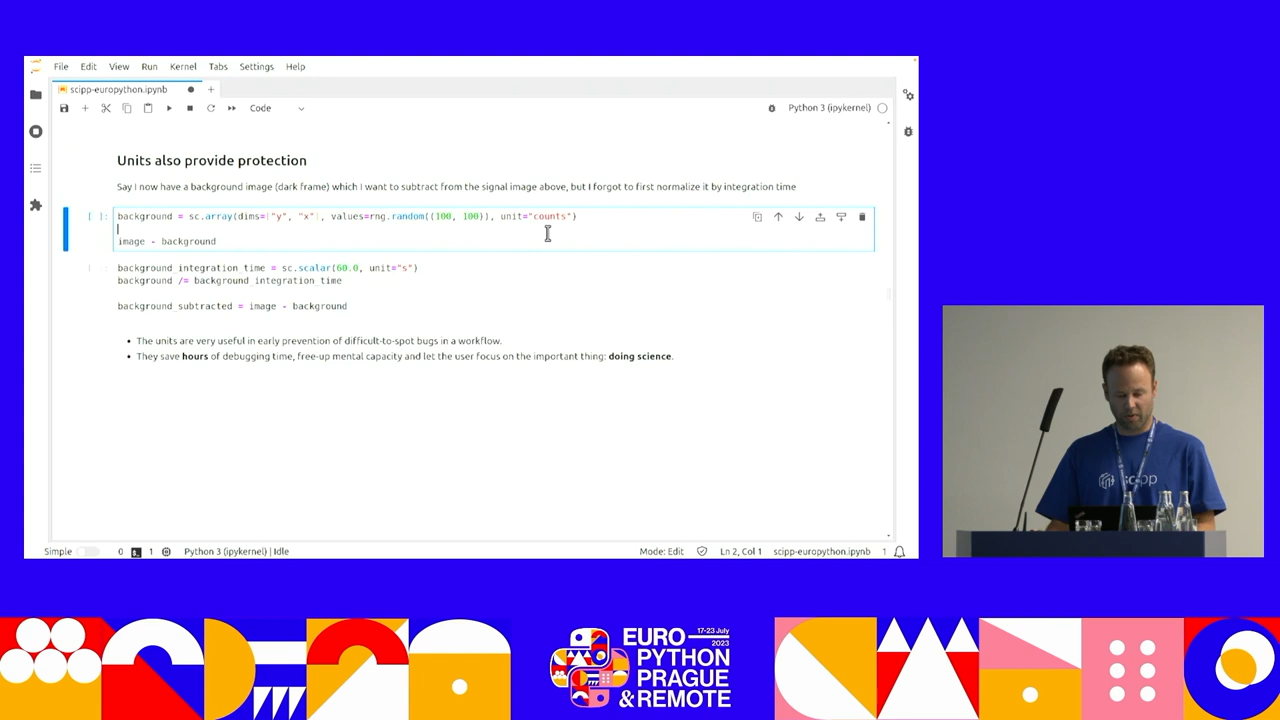 File Edit View Run Kernel Tabs Settings Help
scipp-europython.ipynb
Code
Python 3 (ipykernel)
Units also provide protection
Say I now have a background image (dark frame) which I want to subtract from the signal image above, but I forgot to first normalize it by integration time
[ ]: background = sc.array(dims=["y", "x"], values=rng.random((100, 100)), unit="counts")
image - background
[ ]: background_integration_time = sc.scalar(60.0, unit="s")
background /= background_integration_time
background_subtracted = image - background
• The units are very useful in early prevention of difficult-to-spot bugs in a workflow.
• They save hours of debugging time, free-up mental capacity and let the user focus on the important thing: doing science.
Simple 0 1 Python 3 (ipykernel) | Idle Mode: Edit Ln 2, Col 1 scipp-europython.ipynb 1
scipp
EURO 17-23 July 2023
PYTHON
PRAGUE
& REMOTE